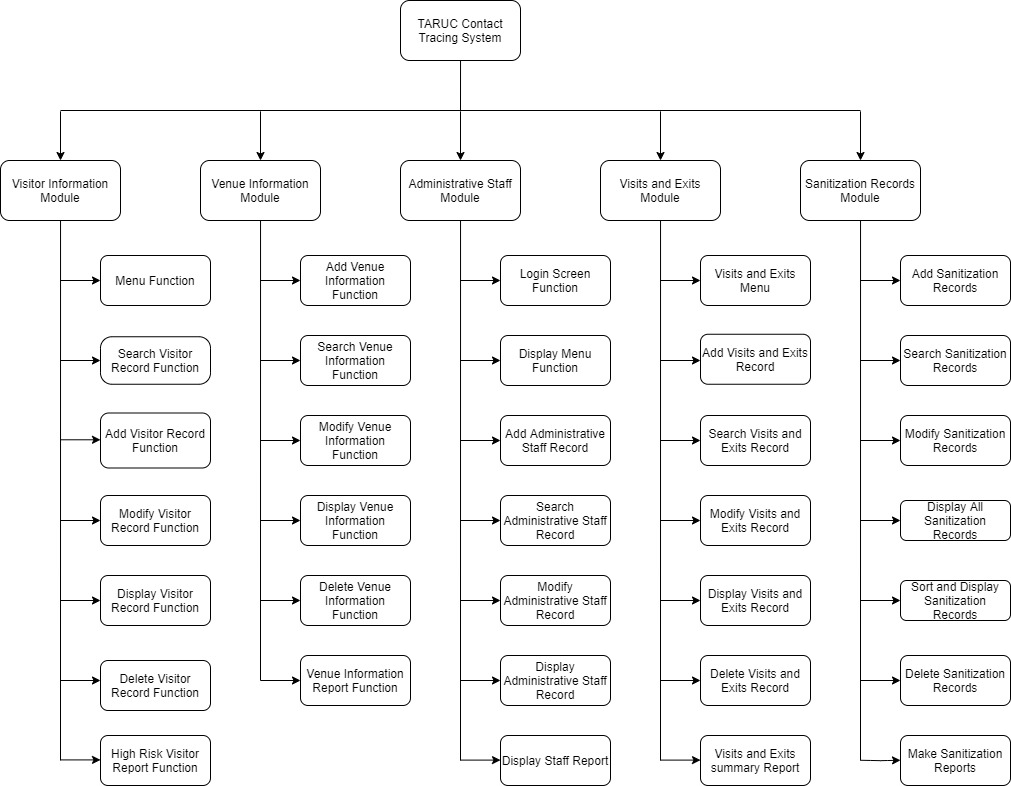 TARUC Contact
Tracing System
Visitor Information
Module
Venue Information
Module
Administrative Staff
Module
Visits and Exits
Module
Sanitization Records
Module
Menu Function
Search Visitor
Record Function
Add Visitor Record
Function
Modify Visitor
Record Function
Display Visitor
Record Function
Delete Visitor
Record Function
High Risk Visitor
Report Function
Add Venue
Information
Function
Search Venue
Information
Function
Modify Venue
Information
Function
Display Venue
Information
Function
Delete Venue
Information
Function
Venue Information
Report Function
Login Screen
Function
Display Menu
Function
Add Administrative
Staff Record
Search
Administrative Staff
Record
Modify
Administrative Staff
Record
Display
Administrative Staff
Record
Display Staff Report
Visits and Exits
Menu
Add Visits and Exits
Record
Search Visits and
Exits Record
Modify Visits and
Exits Record
Display Visits and
Exits Record
Delete Visits and
Exits Record
Visits and Exits
summary Report
Add Sanitization
Records
Search Sanitization
Records
Modify Sanitization
Records
Display All
Sanitization
Records
Sort and Display
Sanitization
Records
Delete Sanitization
Records
Make Sanitization
Reports